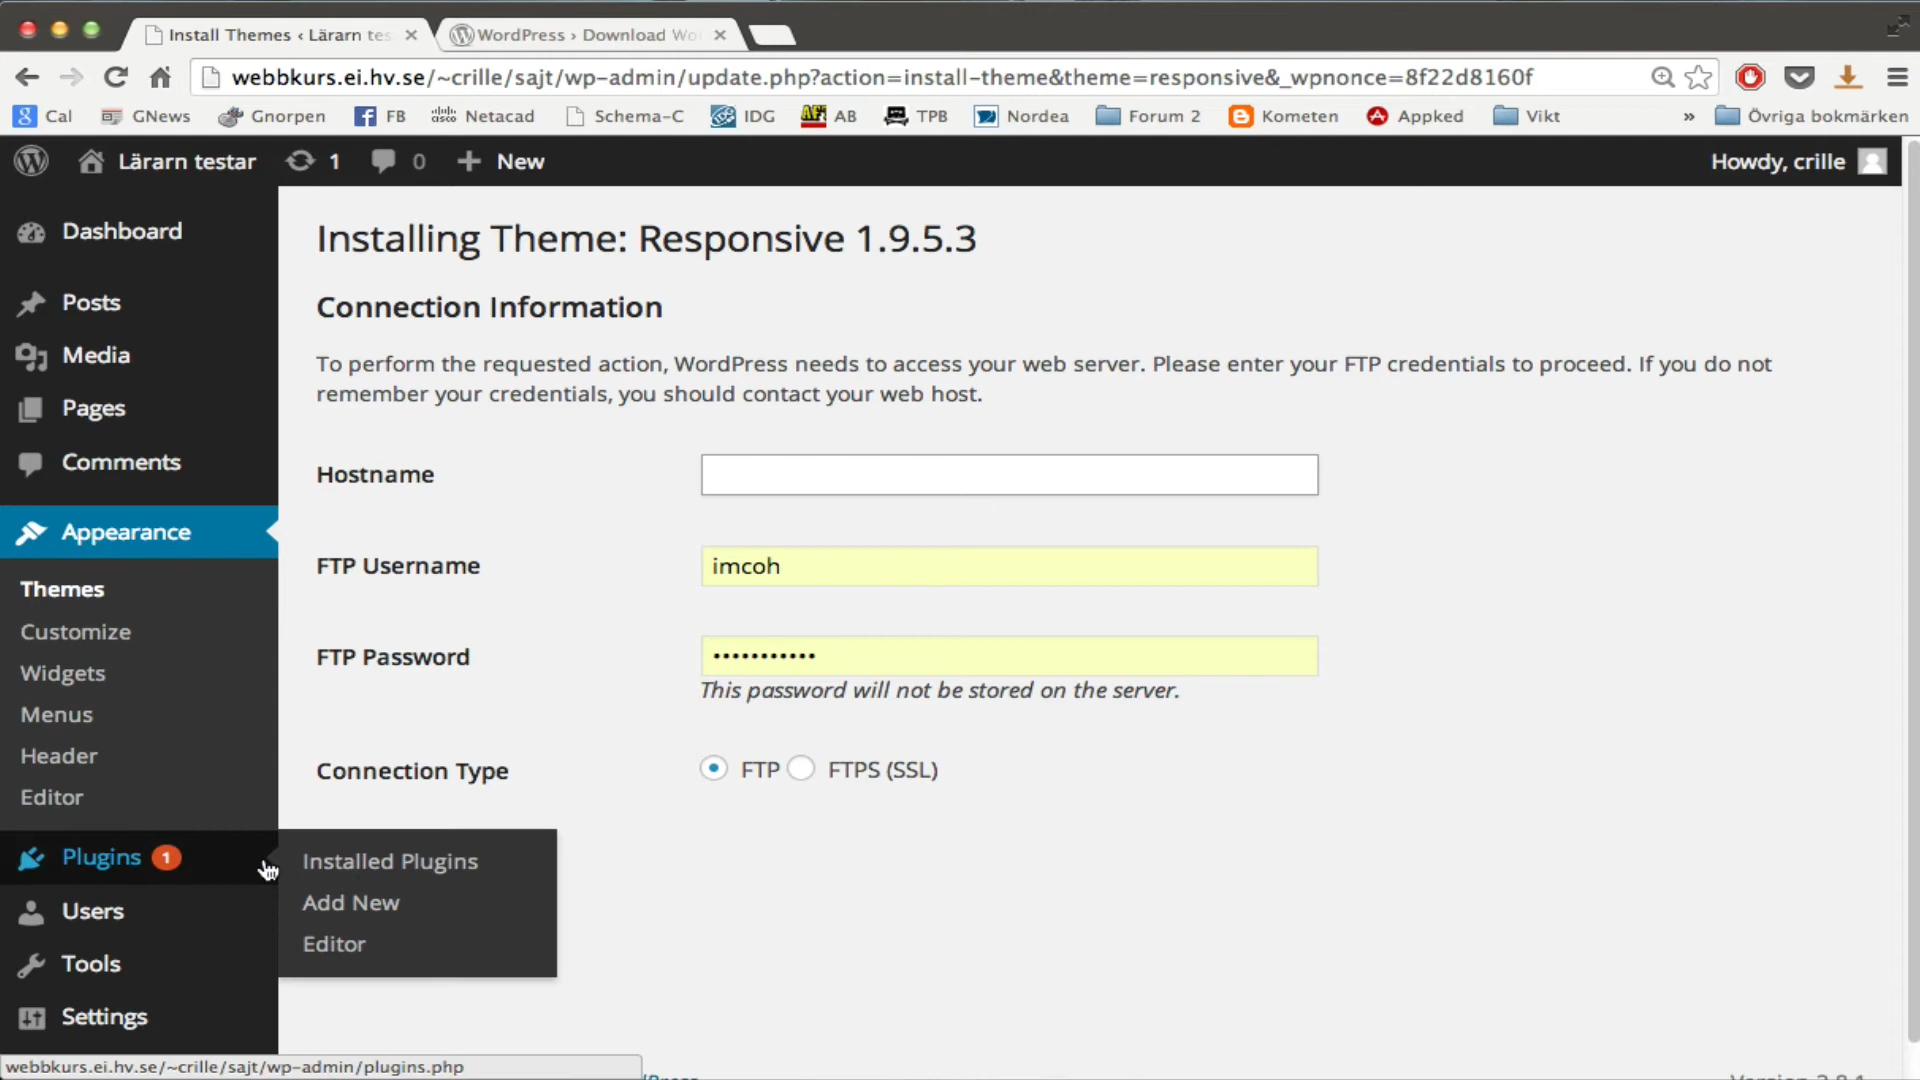 Install Themes ‹ Lärarn tes
WordPress › Download Wo
webbkurs.ei.hv.se/~crille/sajt/wp-admin/update.php?action=install-theme&theme=responsive&_wpnonce=8f22d8160f
Cal GNews Gnorpen FB Netacad Schema-C IDG AB TPB Nordea Forum 2 Kometen Appked Vikt » Övriga bokmärken
Lärarn testar 1 0 + New Howdy, crille
Dashboard
Posts
Media
Pages
Comments
Appearance
Themes
Customize
Widgets
Menus
Header
Editor
Plugins 1
Users
Tools
Settings
Installed Plugins
Add New
Editor
Installing Theme: Responsive 1.9.5.3
Connection Information
To perform the requested action, WordPress needs to access your web server. Please enter your FTP credentials to proceed. If you do not
remember your credentials, you should contact your web host.
Hostname
FTP Username imcoh
FTP Password •••••••••••
This password will not be stored on the server.
Connection Type FTP FTPS (SSL)
webbkurs.ei.hv.se/~crille/sajt/wp-admin/plugins.php